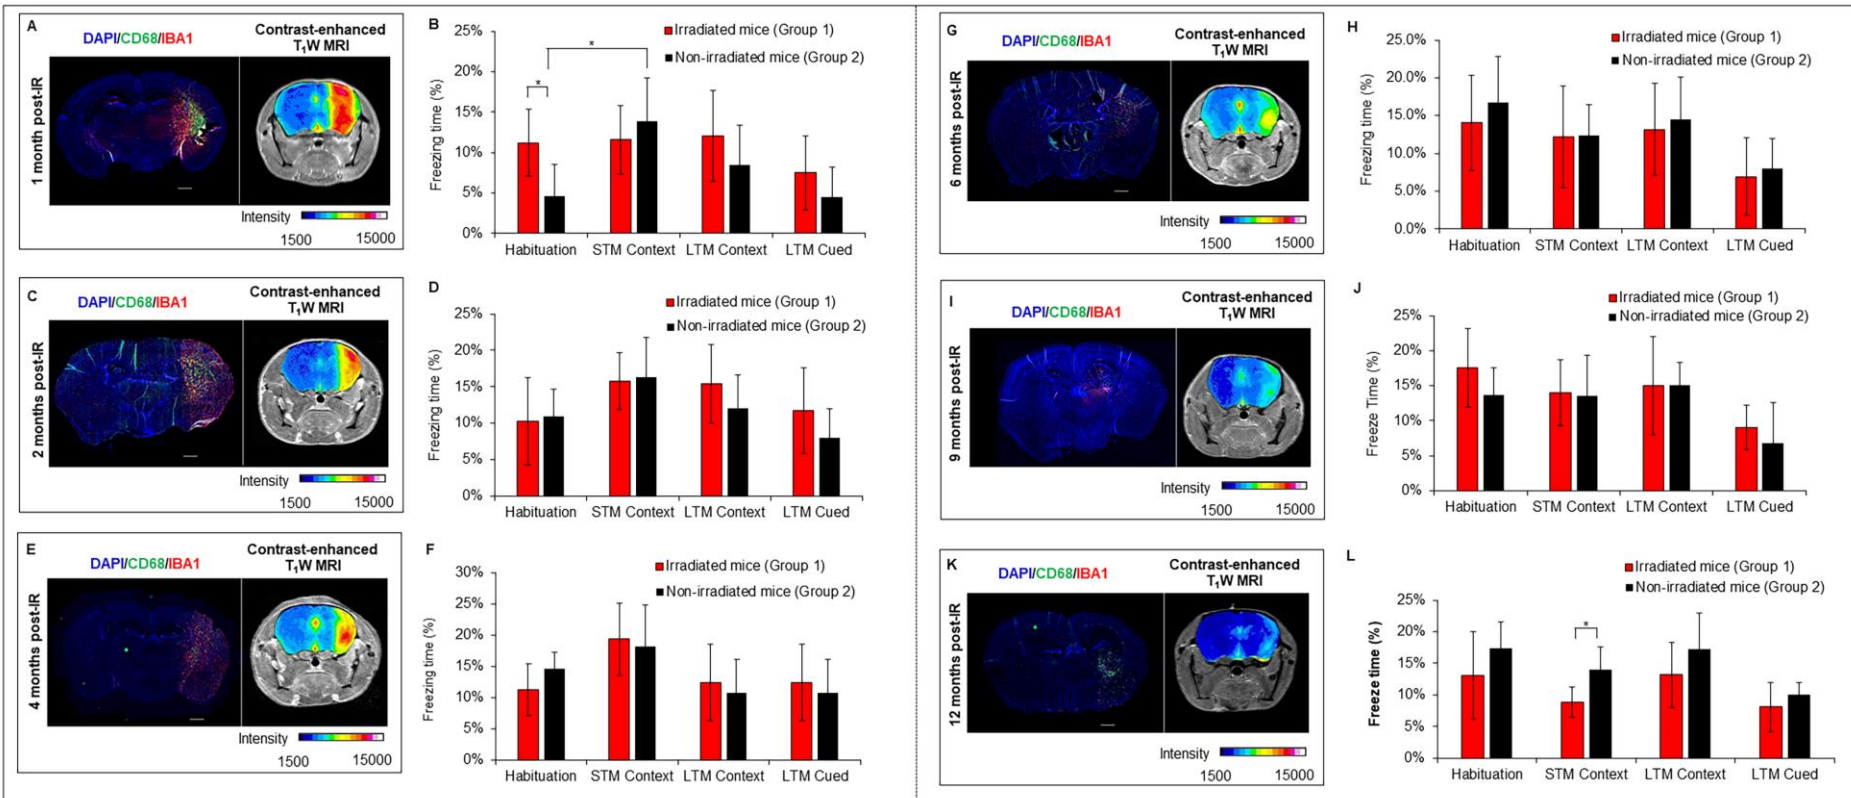 A
DAPI/CD68/IBA1
Contrast-enhanced
T1W MRI
1 month post-IR
Intensity
1500 15000
B
Irradiated mice (Group 1)
Non-irradiated mice (Group 2)
*
*
Freezing time (%)
25%
20%
15%
10%
5%
0%
Habituation STM Context LTM Context LTM Cued
C
DAPI/CD68/IBA1
Contrast-enhanced
T1W MRI
2 months post-IR
Intensity
1500 15000
D
Irradiated mice (Group 1)
Non-irradiated mice (Group 2)
Freezing time (%)
25%
20%
15%
10%
5%
0%
Habituation STM Context LTM Context LTM Cued
E
DAPI/CD68/IBA1
Contrast-enhanced
T1W MRI
4 months post-IR
Intensity
1500 15000
F
Irradiated mice (Group 1)
Non-irradiated mice (Group 2)
Freezing time (%)
30%
25%
20%
15%
10%
5%
0%
Habituation STM Context LTM Context LTM Cued
G
DAPI/CD68/IBA1
Contrast-enhanced
T1W MRI
6 months post-IR
Intensity
1500 15000
H
Irradiated mice (Group 1)
Non-irradiated mice (Group 2)
Freezing time (%)
25.0%
20.0%
15.0%
10.0%
5.0%
0.0%
Habituation STM Context LTM Context LTM Cued
I
DAPI/CD68/IBA1
Contrast-enhanced
T1W MRI
9 months post-IR
Intensity
1500 15000
J
Irradiated mice (Group 1)
Non-irradiated mice (Group 2)
Freeze Time (%)
25%
20%
15%
10%
5%
0%
Habituation STM Context LTM Context LTM Cued
K
DAPI/CD68/IBA1
Contrast-enhanced
T1W MRI
12 months post-IR
Intensity
1500 15000
L
Irradiated mice (Group 1)
Non-irradiated mice (Group 2)
*
Freeze time (%)
25%
20%
15%
10%
5%
0%
Habituation STM Context LTM Context LTM Cued